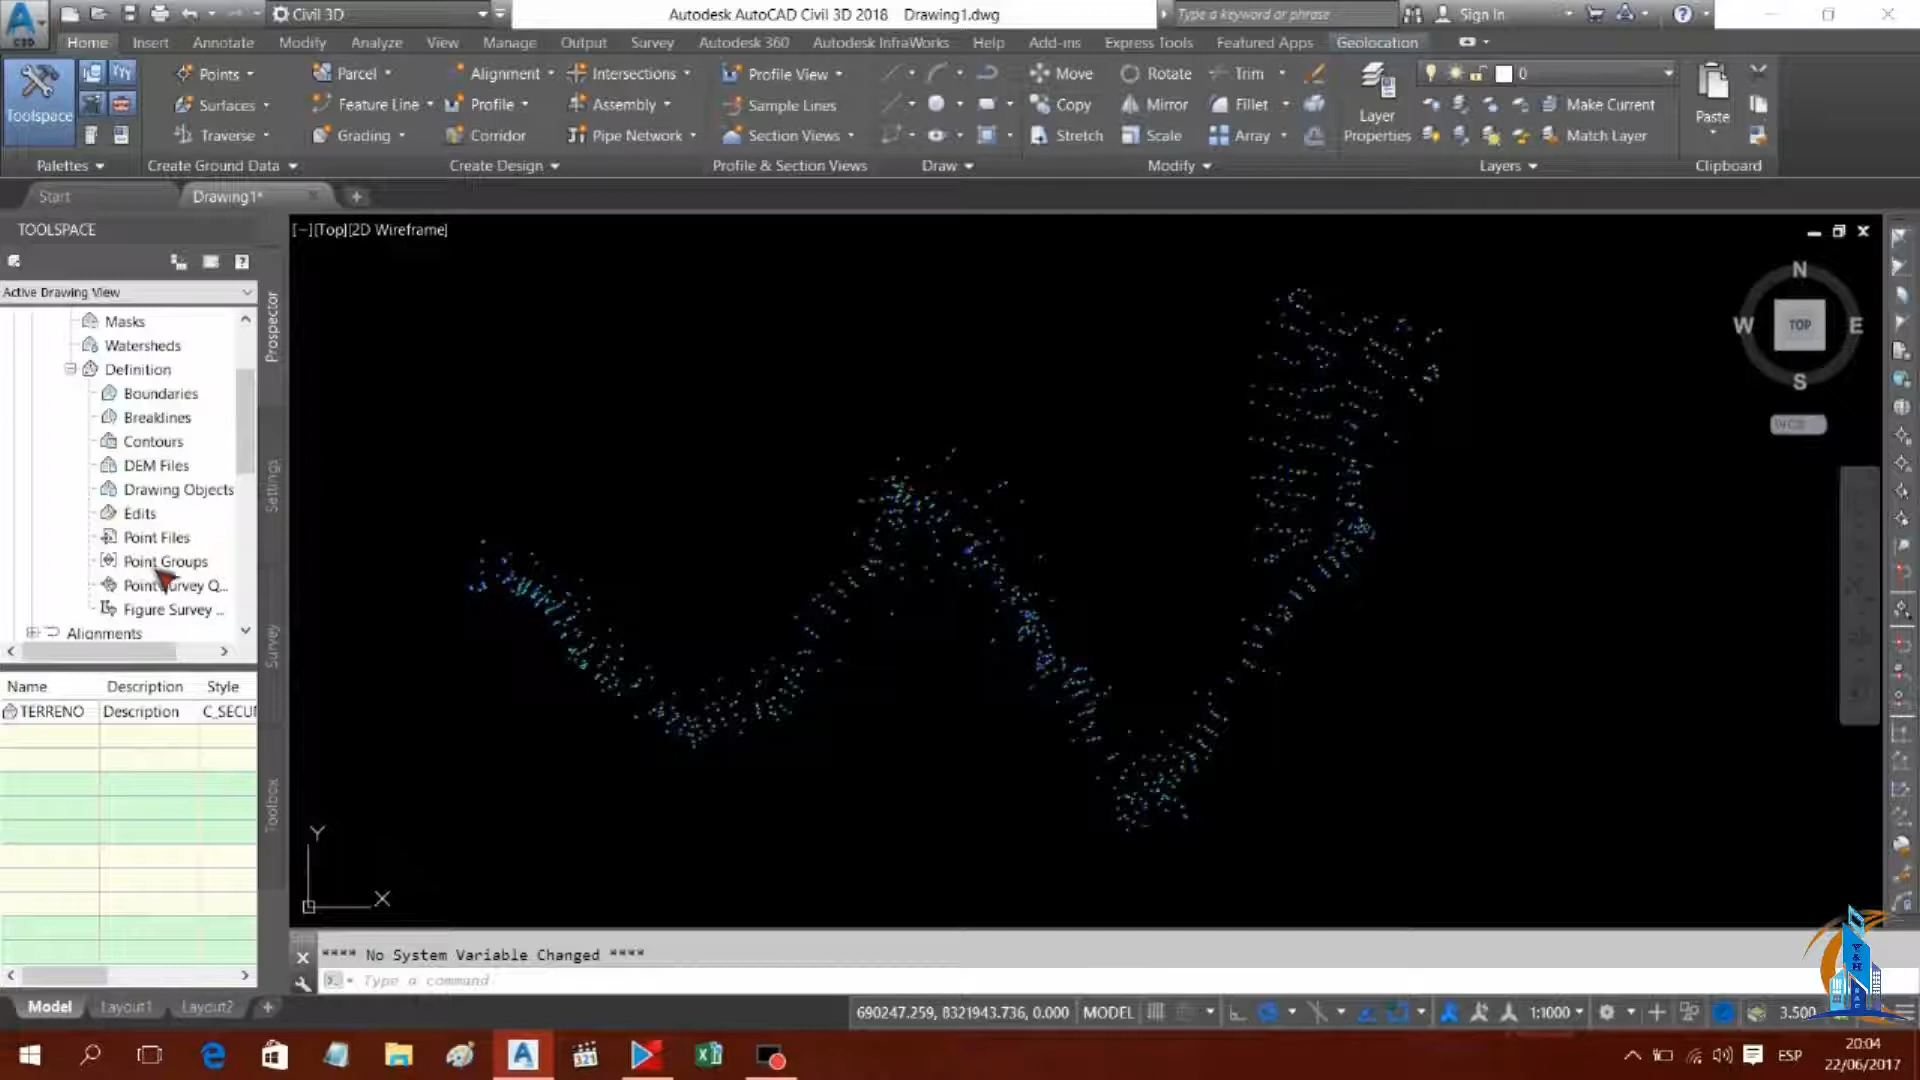 Civil 3D
Autodesk AutoCAD Civil 3D 2018 Drawing1.dwg
Type a keyword or phrase
Sign In
Home Insert Annotate Modify Analyze View Manage Output Survey Autodesk 360 Autodesk InfraWorks Help Add-ins Express Tools Featured Apps Geolocation
Points Parcel Alignment Intersections Profile View Move Rotate Trim 0
Toolspace Surfaces Feature Line Profile Assembly Sample Lines Copy Mirror Fillet Layer Properties Make Current Paste
Traverse Grading Corridor Pipe Network Section Views Stretch Scale Array Match Layer
Palettes Create Ground Data Create Design Profile & Section Views Draw Modify Layers Clipboard
Start Drawing1*
TOOLSPACE
[−][Top][2D Wireframe]
Active Drawing View
Masks
Watersheds
Definition
Boundaries
Breaklines
Contours
DEM Files
Drawing Objects
Edits
Point Files
Point Groups
Point Survey Q...
Figure Survey ...
Alignments
Prospector
Settings
Survey
Toolbox
Name Description Style
TERRENO Description C_SECU
N
W TOP E
S
WCS
Y
X
**** No System Variable Changed ****
Type a command
Model Layout1 Layout2
690247.259, 8321943.736, 0.000 MODEL 1:1000 3.500
ESP
20:04
22/06/2017